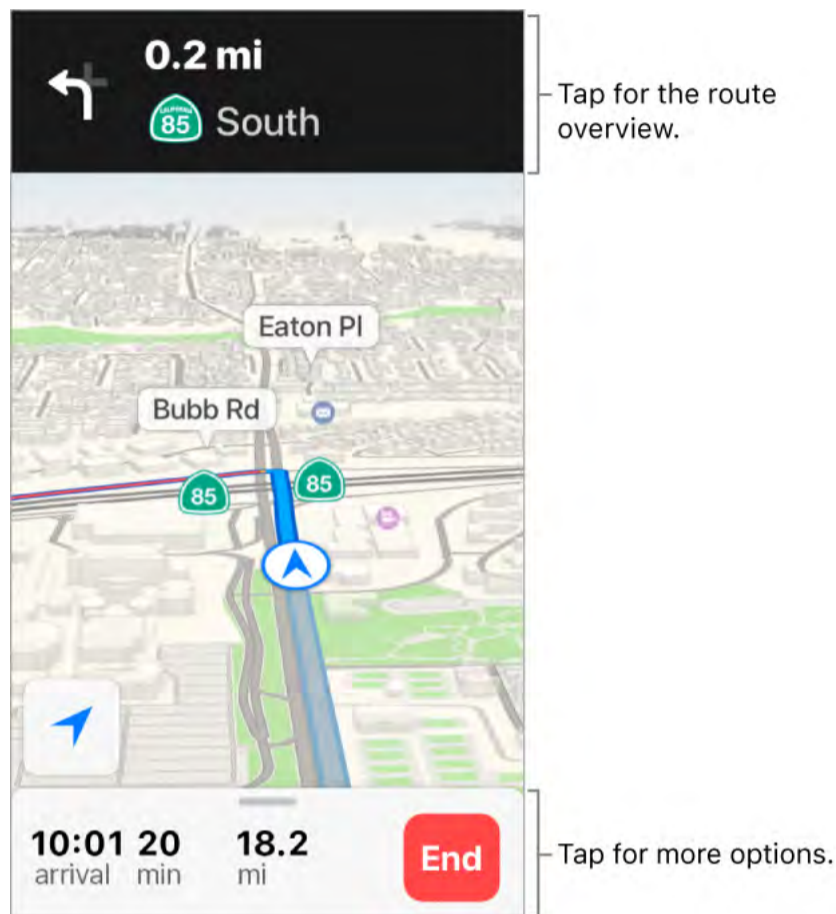 0.2 mi
CALIFORNIA
85 South
Tap for the route
overview.
Eaton Pl
Bubb Rd
85
85
10:01 20 18.2
arrival min mi
End
Tap for more options.